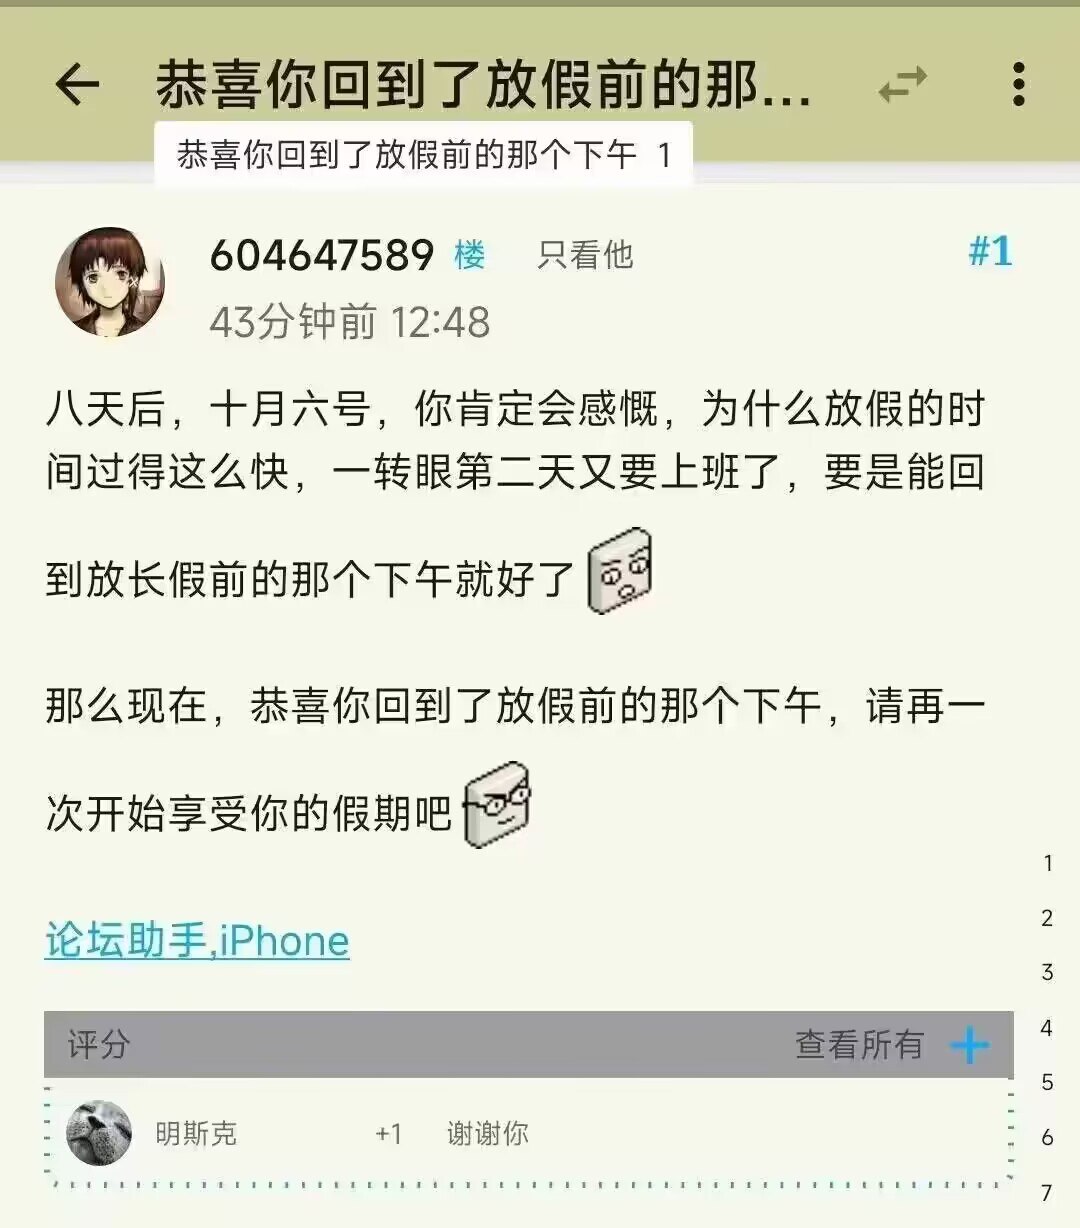 恭喜你回到了放假前的那...
恭喜你回到了放假前的那个下午 1
604647589 楼 只看他 #1
43分钟前 12:48
八天后，十月六号，你肯定会感慨，为什么放假的时
间过得这么快，一转眼第二天又要上班了，要是能回
到放长假前的那个下午就好了
那么现在，恭喜你回到了放假前的那个下午，请再一
次开始享受你的假期吧
论坛助手,iPhone
评分 查看所有
明斯克 +1 谢谢你
1
2
3
4
5
6
7